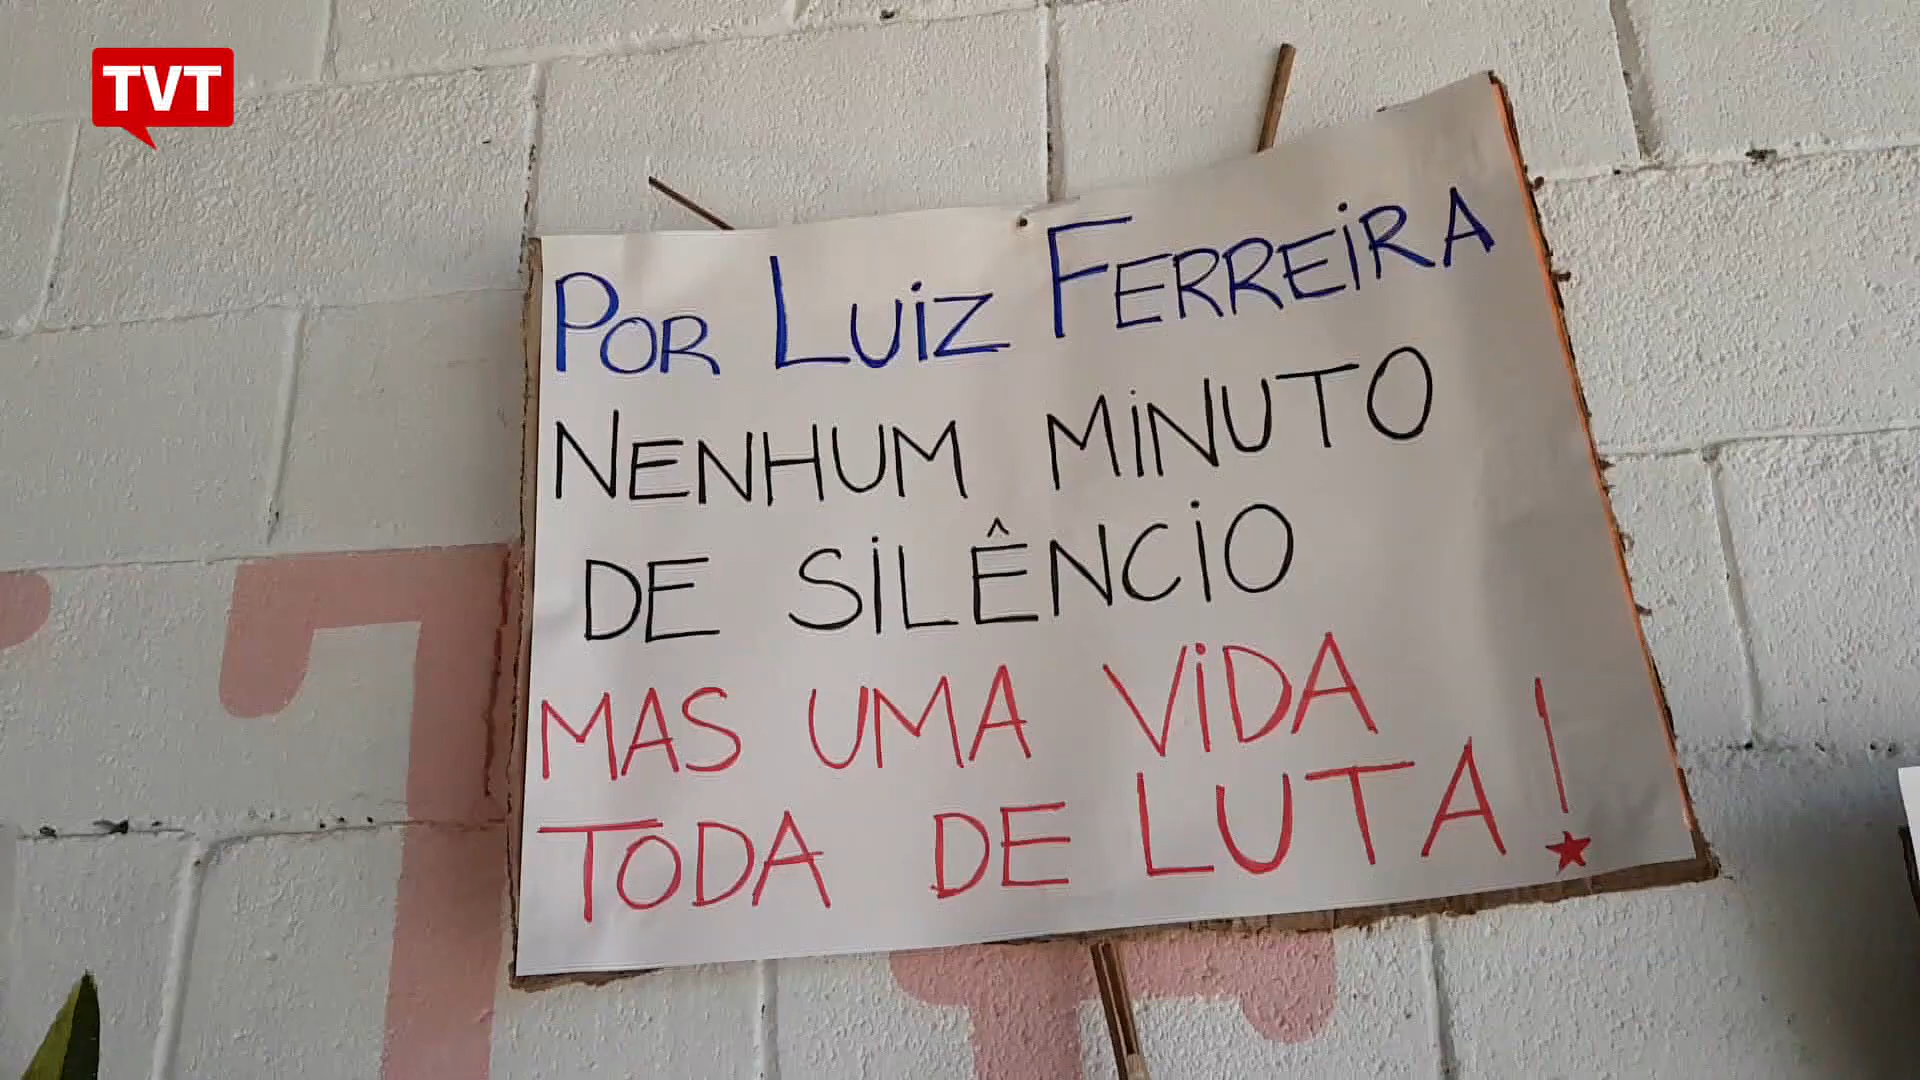 TVT
POR LUIZ FERREIRA
NENHUM MINUTO
DE SILÊNCIO
MAS UMA VIDA
TODA DE LUTA!